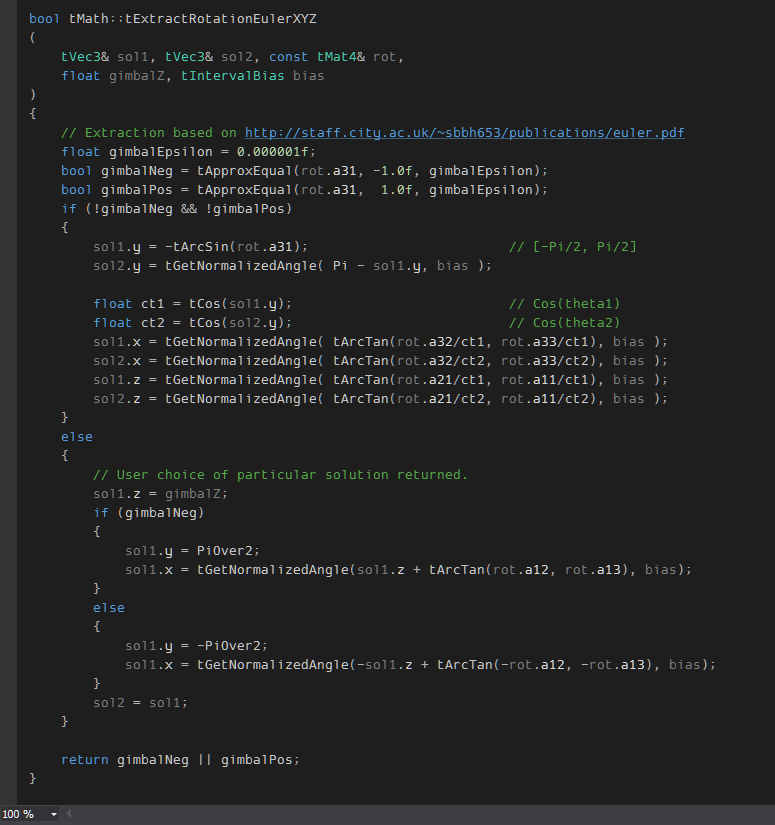 bool tMath::tExtractRotationEulerXYZ
(
    tVec3& sol1, tVec3& sol2, const tMat4& rot,
    float gimbalZ, tIntervalBias bias
)
{
    // Extraction based on http://staff.city.ac.uk/~sbbh653/publications/euler.pdf
    float gimbalEpsilon = 0.000001f;
    bool gimbalNeg = tApproxEqual(rot.a31, -1.0f, gimbalEpsilon);
    bool gimbalPos = tApproxEqual(rot.a31,  1.0f, gimbalEpsilon);
    if (!gimbalNeg && !gimbalPos)
    {
        sol1.y = -tArcSin(rot.a31);                         // [-Pi/2, Pi/2]
        sol2.y = tGetNormalizedAngle( Pi - sol1.y, bias );

        float ct1 = tCos(sol1.y);                           // Cos(theta1)
        float ct2 = tCos(sol2.y);                           // Cos(theta2)
        sol1.x = tGetNormalizedAngle( tArcTan(rot.a32/ct1, rot.a33/ct1), bias );
        sol2.x = tGetNormalizedAngle( tArcTan(rot.a32/ct2, rot.a33/ct2), bias );
        sol1.z = tGetNormalizedAngle( tArcTan(rot.a21/ct1, rot.a11/ct1), bias );
        sol2.z = tGetNormalizedAngle( tArcTan(rot.a21/ct2, rot.a11/ct2), bias );
    }
    else
    {
        // User choice of particular solution returned.
        sol1.z = gimbalZ;
        if (gimbalNeg)
        {
            sol1.y = PiOver2;
            sol1.x = tGetNormalizedAngle(sol1.z + tArcTan(rot.a12, rot.a13), bias);
        }
        else
        {
            sol1.y = -PiOver2;
            sol1.x = tGetNormalizedAngle(-sol1.z + tArcTan(-rot.a12, -rot.a13), bias);
        }
        sol2 = sol1;
    }

    return gimbalNeg || gimbalPos;
}
100 %